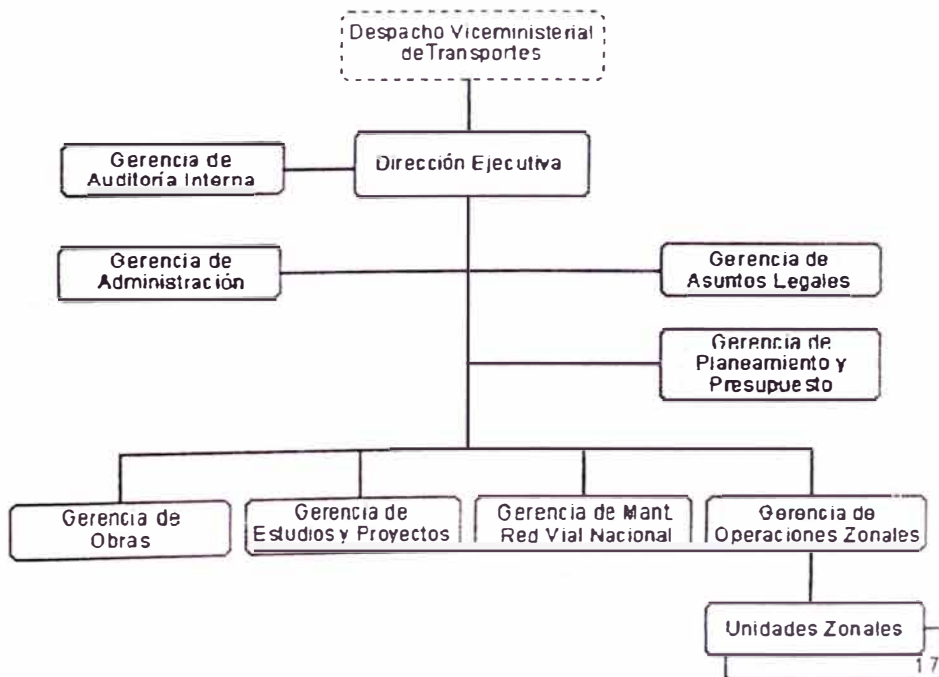 Despacho Viceministerial
de Transportes
Gerencia de
Auditoría Interna
Dirección Ejecutiva
Gerencia de
Administración
Gerencia de
Asuntos Legales
Gerencia de
Planeamiento y
Presupuesto
Gerencia de
Obras
Gerencia de
Estudios y Proyectos
Gerencia de Mant.
Red Vial Nacional
Gerencia de
Operaciones Zonales
Unidades Zonales
17